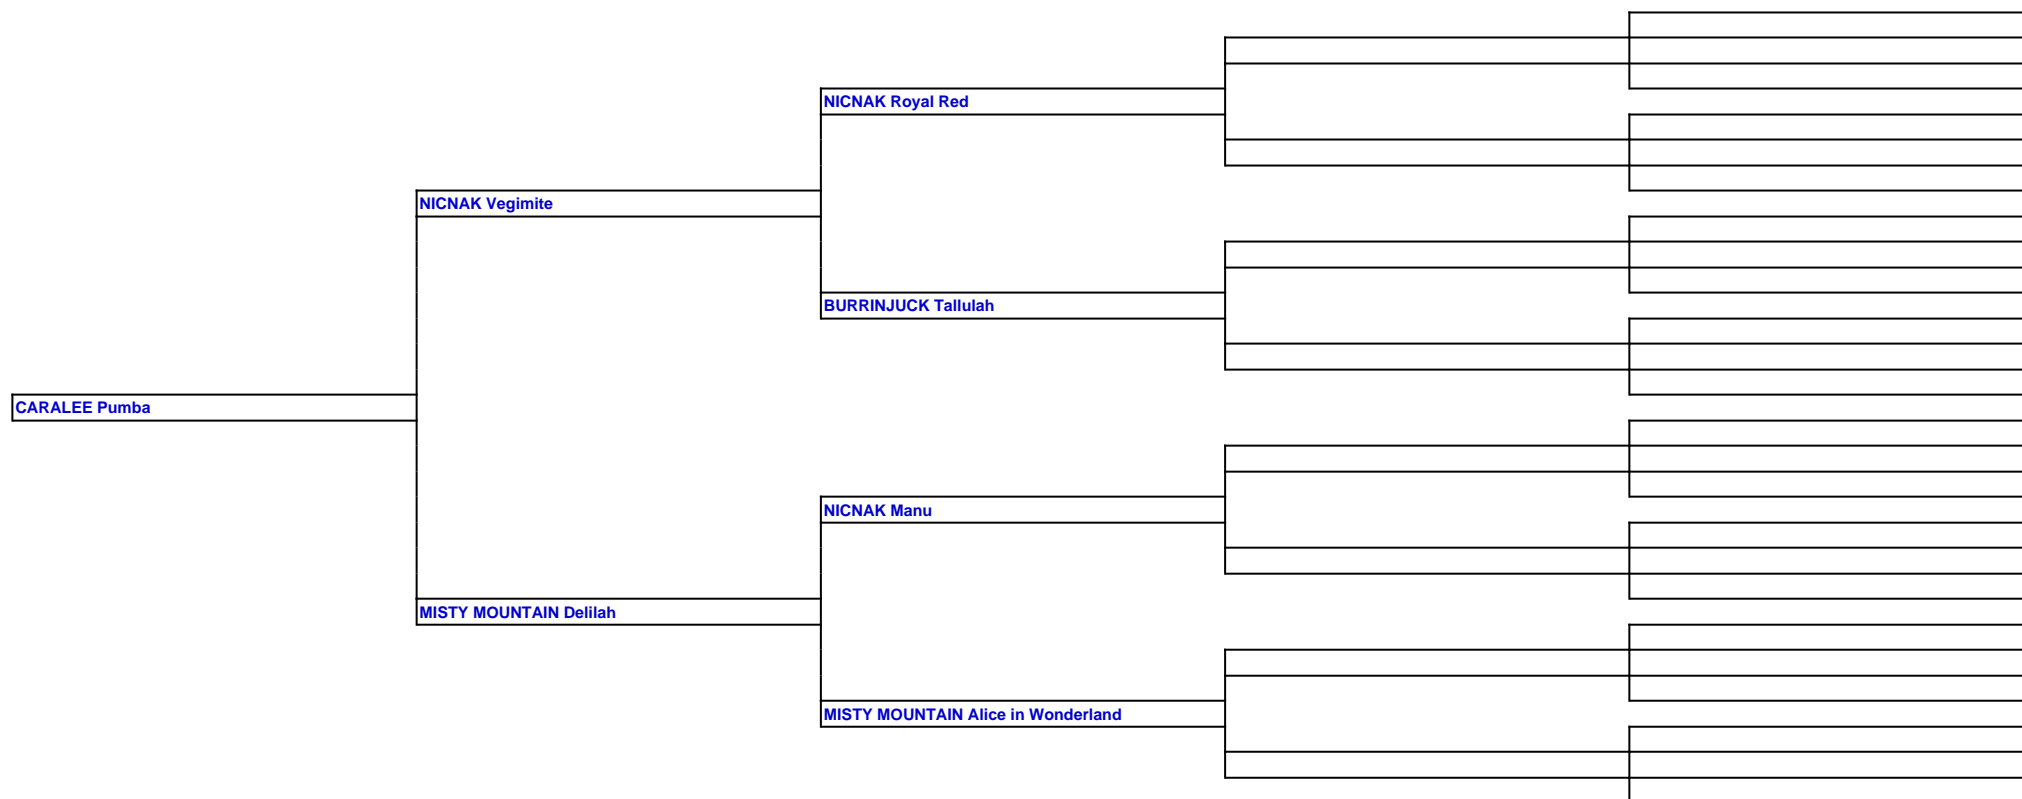 NICNAK Royal Red
NICNAK Vegimite
BURRINJUCK Tallulah
CARALEE Pumba
NICNAK Manu
MISTY MOUNTAIN Delilah
MISTY MOUNTAIN Alice in Wonderland